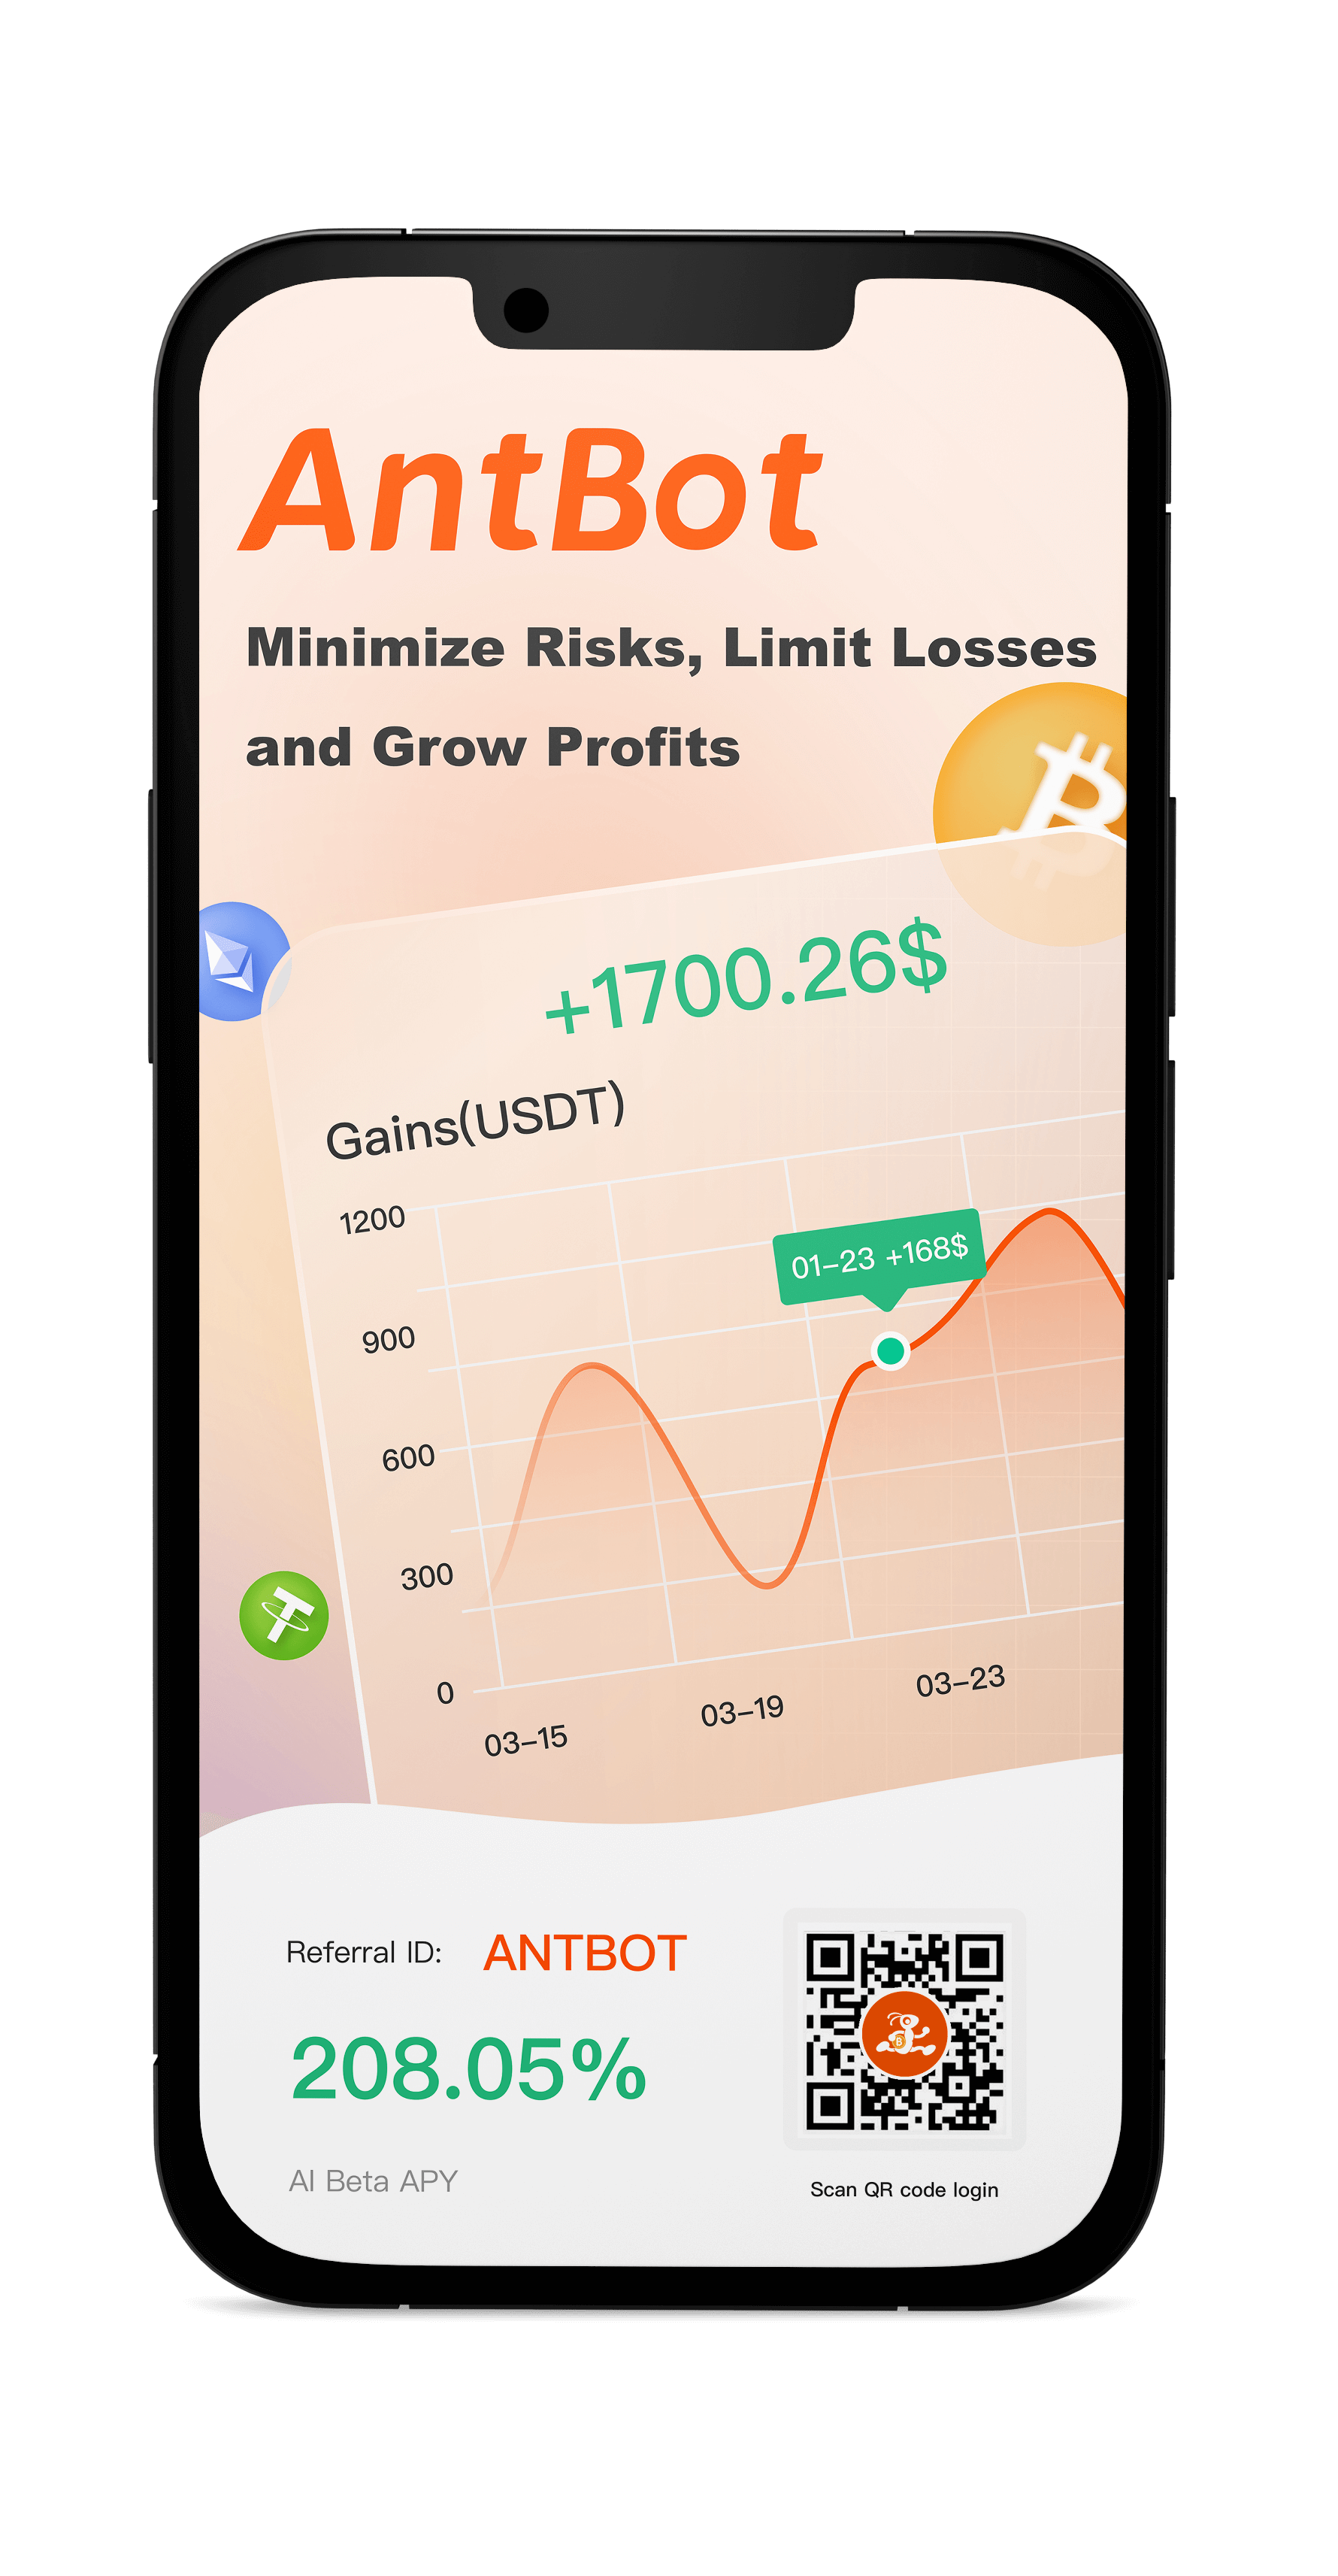 AntBot
Minimize Risks, Limit Losses
and Grow Profits
+1700.26$
Gains(USDT)
1200
01-23 +168$
900
600
300
0
03-15
03-19
03-23
Referral ID: ANTBOT
208.05%
AI Beta APY
Scan QR code login